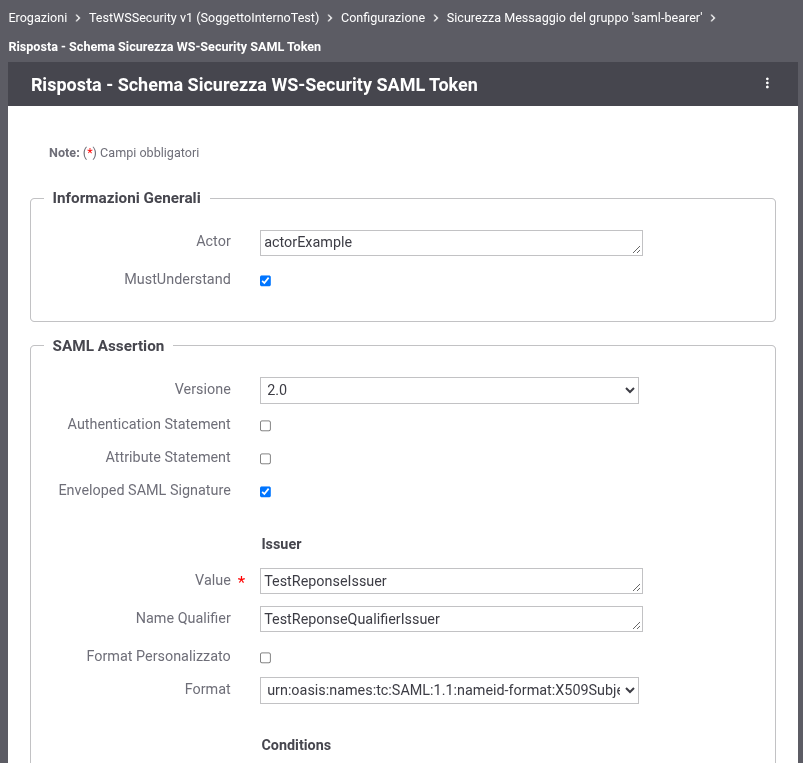 Erogazioni > TestWSSecurity v1 (SoggettoInternoTest) > Configurazione > Sicurezza Messaggio del gruppo 'saml-bearer' >
Risposta - Schema Sicurezza WS-Security SAML Token
Risposta - Schema Sicurezza WS-Security SAML Token
Note: (*) Campi obbligatori
Informazioni Generali
Actor actorExample
MustUnderstand
SAML Assertion
Versione 2.0
Authentication Statement
Attribute Statement
Enveloped SAML Signature
Issuer
Value * TestReponseIssuer
Name Qualifier TestReponseQualifierIssuer
Format Personalizzato
Format urn:oasis:names:tc:SAML:1.1:nameid-format:X509Subje
Conditions